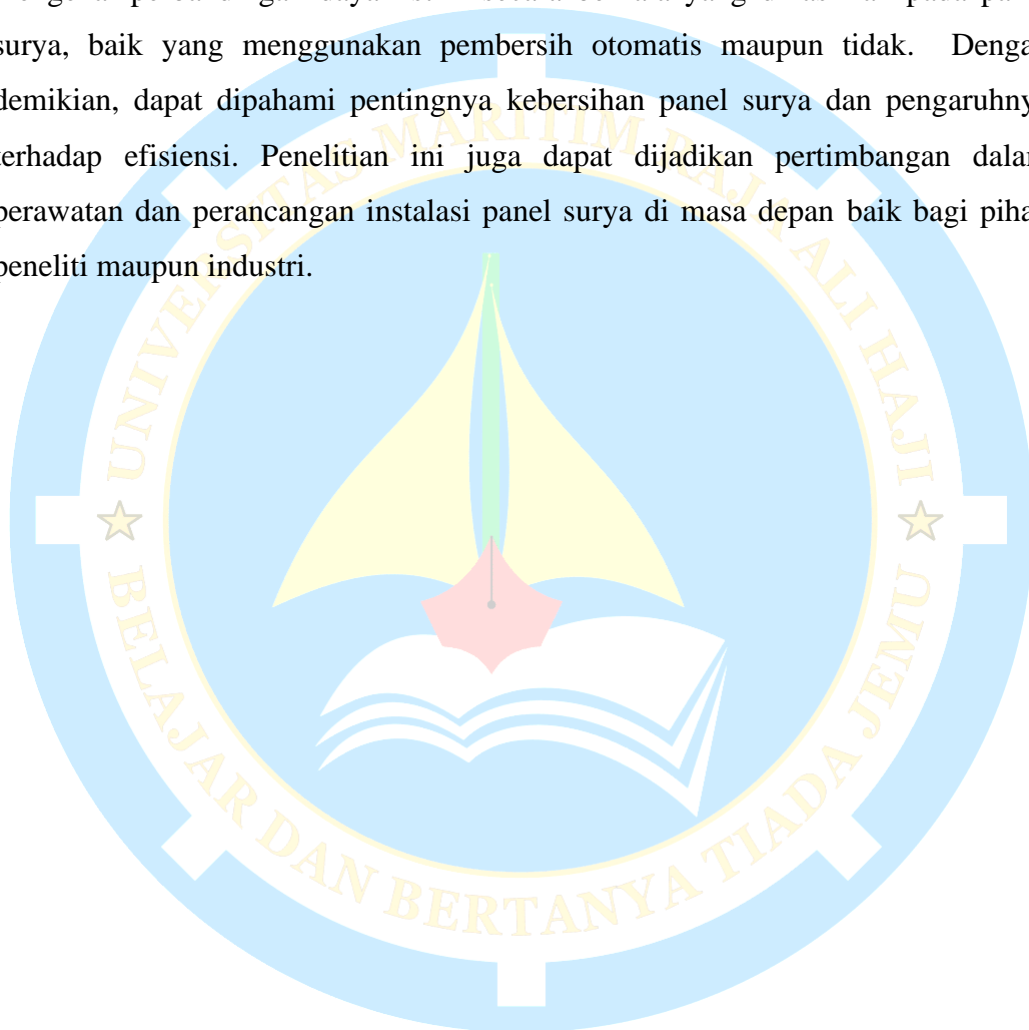 surya, baik yang menggunakan pembersih otomatis maupun tidak. Denga
demikian, dapat dipahami pentingnya kebersihan panel surya dan pengaruhny
terhadap efisiensi. Penelitian ini juga dapat dijadikan pertimbangan dalam
perawatan dan perancangan instalasi panel surya di masa depan baik bagi piha
peneliti maupun industri.
UNIVERSITAS MARITIM RAJA ALI HAJI
BELAJAR DAN BERTANYA TIADA JEMU